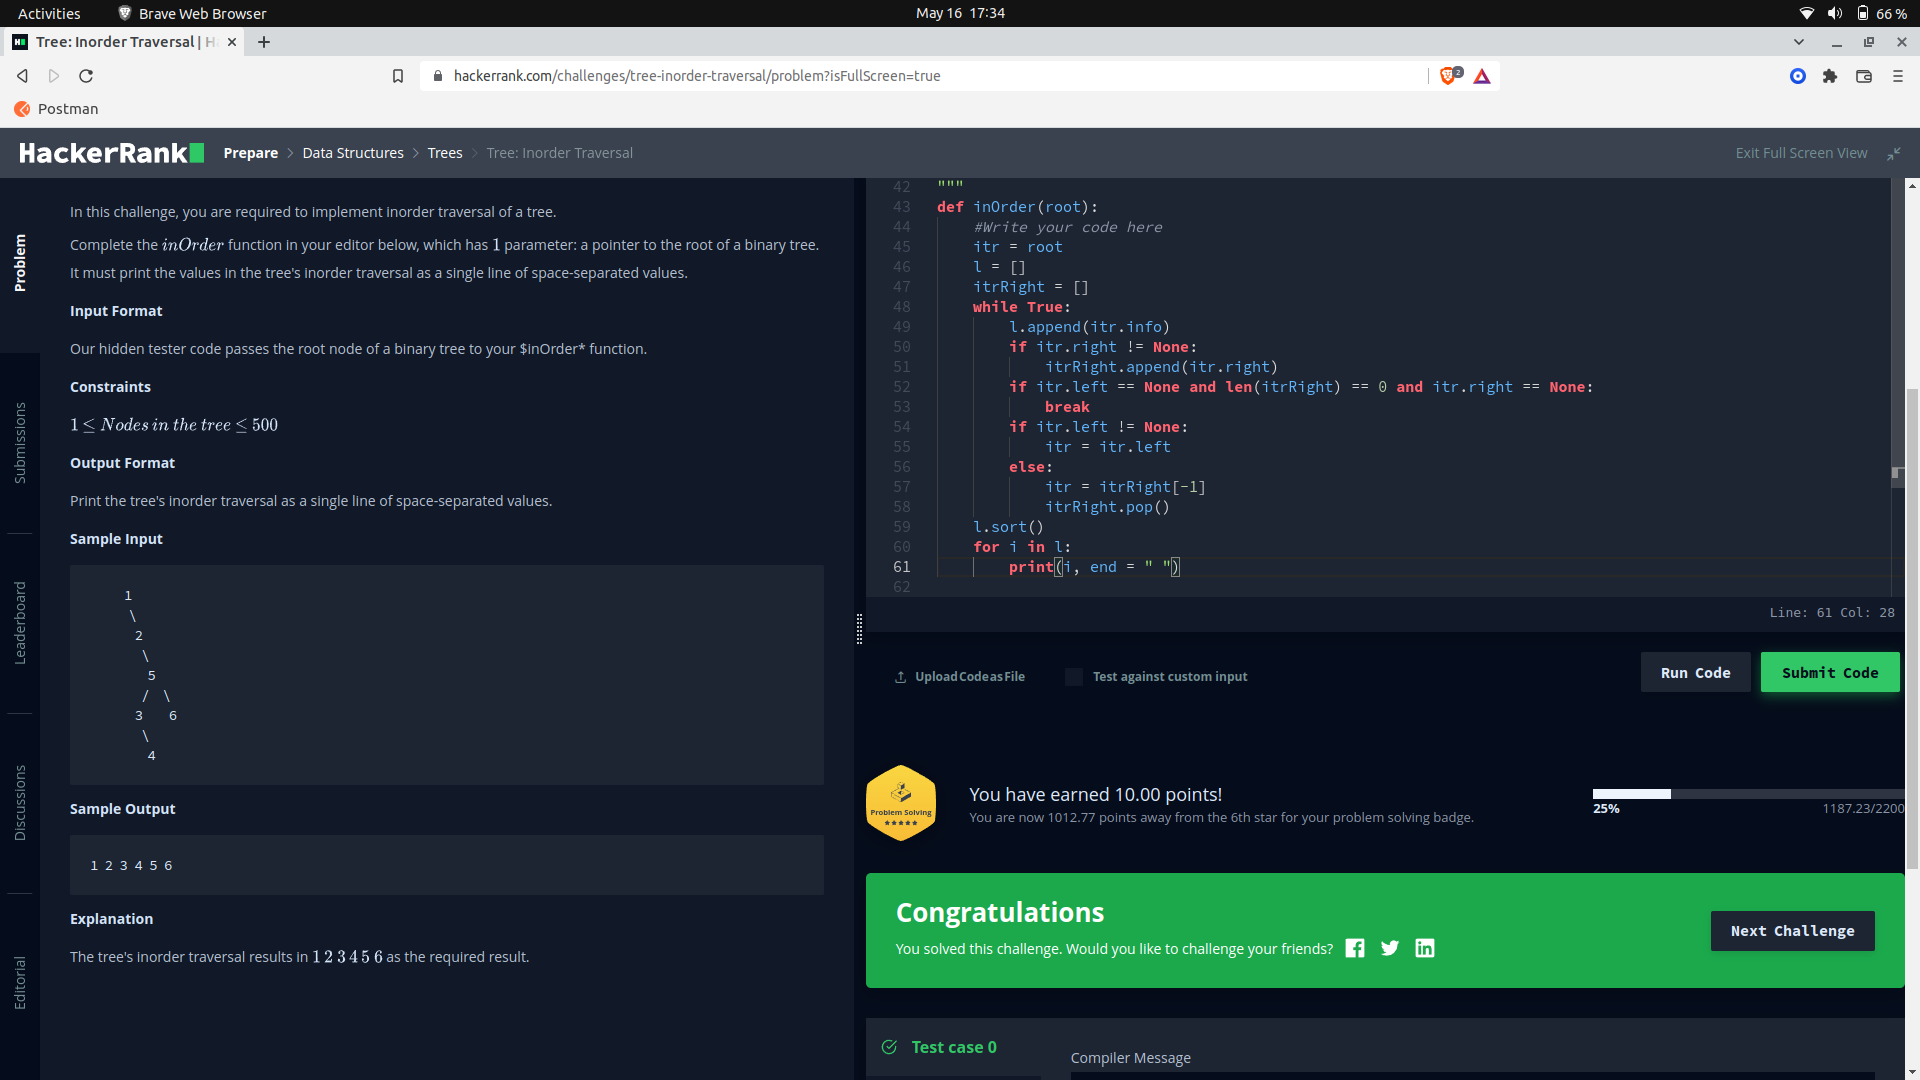 Activities
Brave Web Browser
May 16 17:34
66 %
Tree: Inorder Traversal | H
hackerrank.com/challenges/tree-inorder-traversal/problem?isFullScreen=true
2
Postman
HackerRank
Prepare > Data Structures > Trees > Tree: Inorder Traversal
Exit Full Screen View
Problem
Submissions
Leaderboard
Discussions
Editorial
In this challenge, you are required to implement inorder traversal of a tree.
Complete the inOrder function in your editor below, which has 1 parameter: a pointer to the root of a binary tree.
It must print the values in the tree's inorder traversal as a single line of space-separated values.
Input Format
Our hidden tester code passes the root node of a binary tree to your $inOrder* function.
Constraints
1 ≤ Nodes in the tree ≤ 500
Output Format
Print the tree's inorder traversal as a single line of space-separated values.
Sample Input
1
\
2
\
5
/ \
3 6
\
4
Sample Output
1 2 3 4 5 6
Explanation
The tree's inorder traversal results in 1 2 3 4 5 6 as the required result.
42 """
43 def inOrder(root):
44     #Write your code here
45     itr = root
46     l = []
47     itrRight = []
48     while True:
49         l.append(itr.info)
50         if itr.right != None:
51             itrRight.append(itr.right)
52         if itr.left == None and len(itrRight) == 0 and itr.right == None:
53             break
54         if itr.left != None:
55             itr = itr.left
56         else:
57             itr = itrRight[-1]
58             itrRight.pop()
59     l.sort()
60     for i in l:
61         print(i, end = " ")
62
Line: 61 Col: 28
Upload Code as File
Test against custom input
Run Code
Submit Code
Problem Solving
You have earned 10.00 points!
You are now 1012.77 points away from the 6th star for your problem solving badge.
25%
1187.23/2200
Congratulations
You solved this challenge. Would you like to challenge your friends?
Next Challenge
Test case 0
Compiler Message